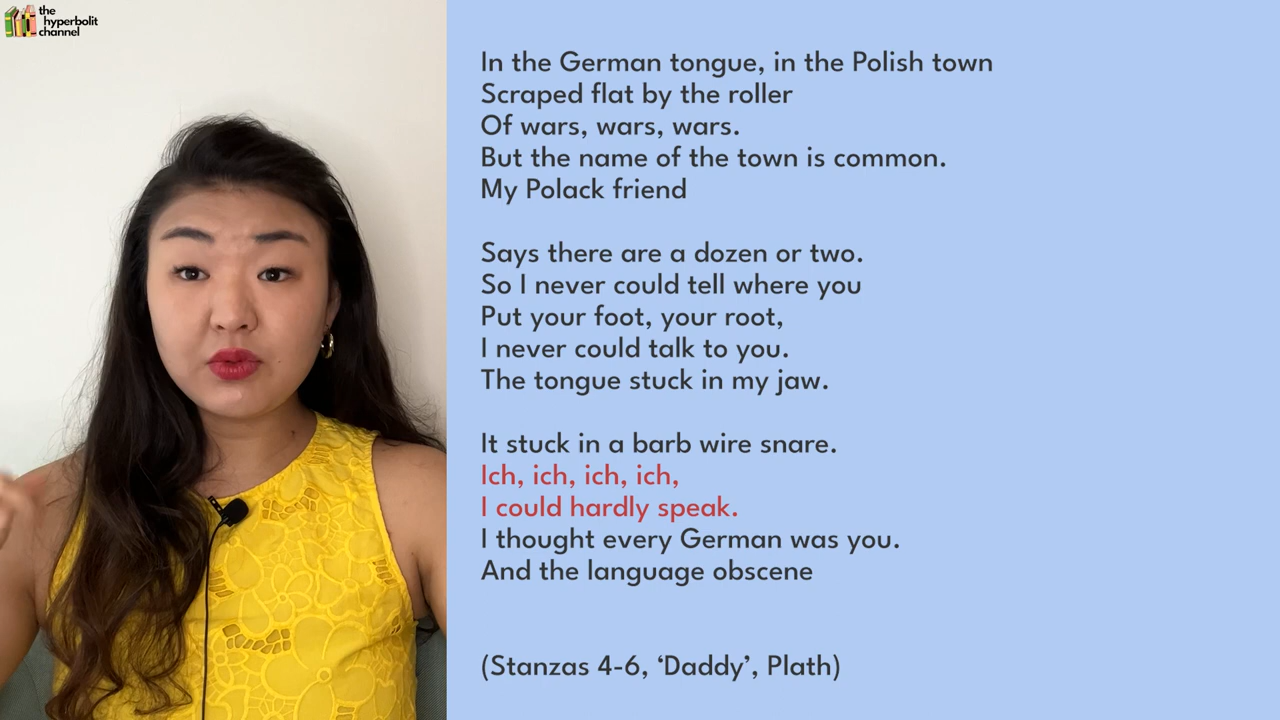 the
hyperbolit
channel
In the German tongue, in the Polish town
Scraped flat by the roller
Of wars, wars, wars.
But the name of the town is common.
My Polack friend
Says there are a dozen or two.
So I never could tell where you
Put your foot, your root,
I never could talk to you.
The tongue stuck in my jaw.
It stuck in a barb wire snare.
Ich, ich, ich, ich,
I could hardly speak.
I thought every German was you.
And the language obscene
(Stanzas 4-6, ‘Daddy’, Plath)